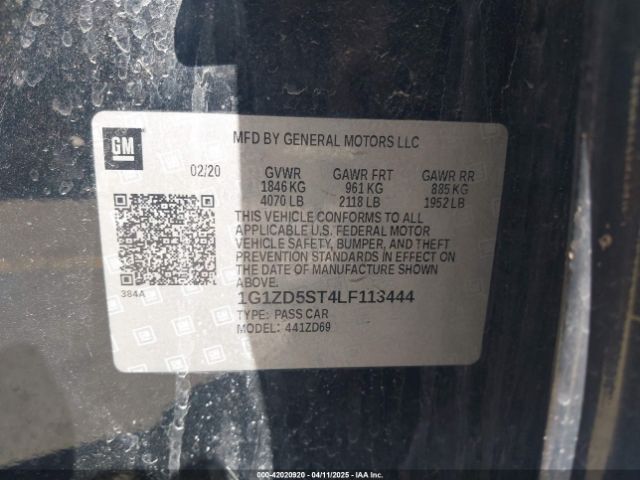 GM
MFD BY GENERAL MOTORS LLC
02/20 GVWR GAWR FRT GAWR RR
1846 KG 961 KG 885 KG
4070 LB 2118 LB 1952 LB
THIS VEHICLE CONFORMS TO ALL
APPLICABLE U.S. FEDERAL MOTOR
VEHICLE SAFETY, BUMPER, AND THEFT
PREVENTION STANDARDS IN EFFECT ON
THE DATE OF MANUFACTURE SHOWN
ABOVE.
384A
1G1ZD5ST4LF113444
TYPE: PASS CAR
MODEL: 441ZD69
000-42020920 - 04/11/2025 - IAA Inc.